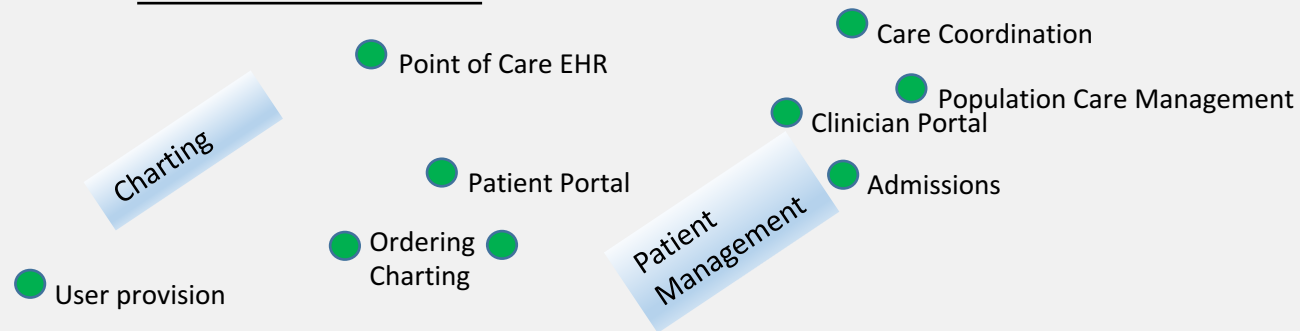 Care Coordination
Point of Care EHR
Population Care Management
Clinician Portal
Charting
Patient Portal
Admissions
Patient
Management
Ordering
Charting
User provision